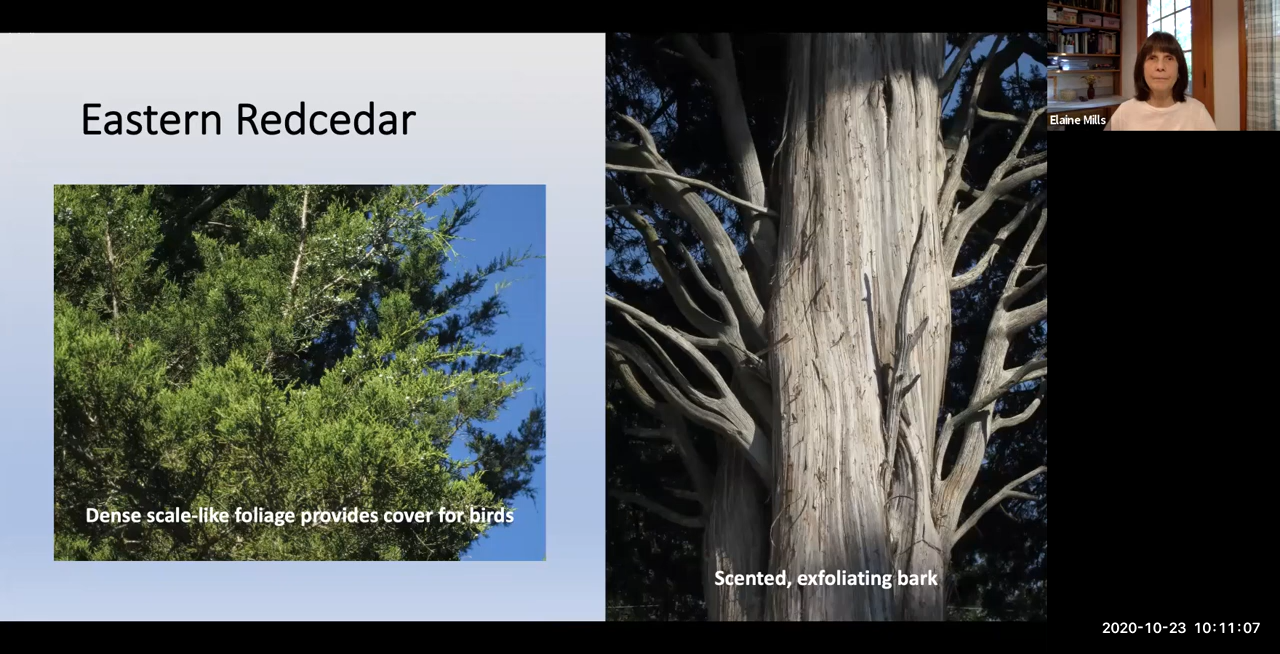 Eastern Redcedar
Dense scale-like foliage provides cover for birds
Scented, exfoliating bark
Elaine Mills
2020-10-23 10:11:07